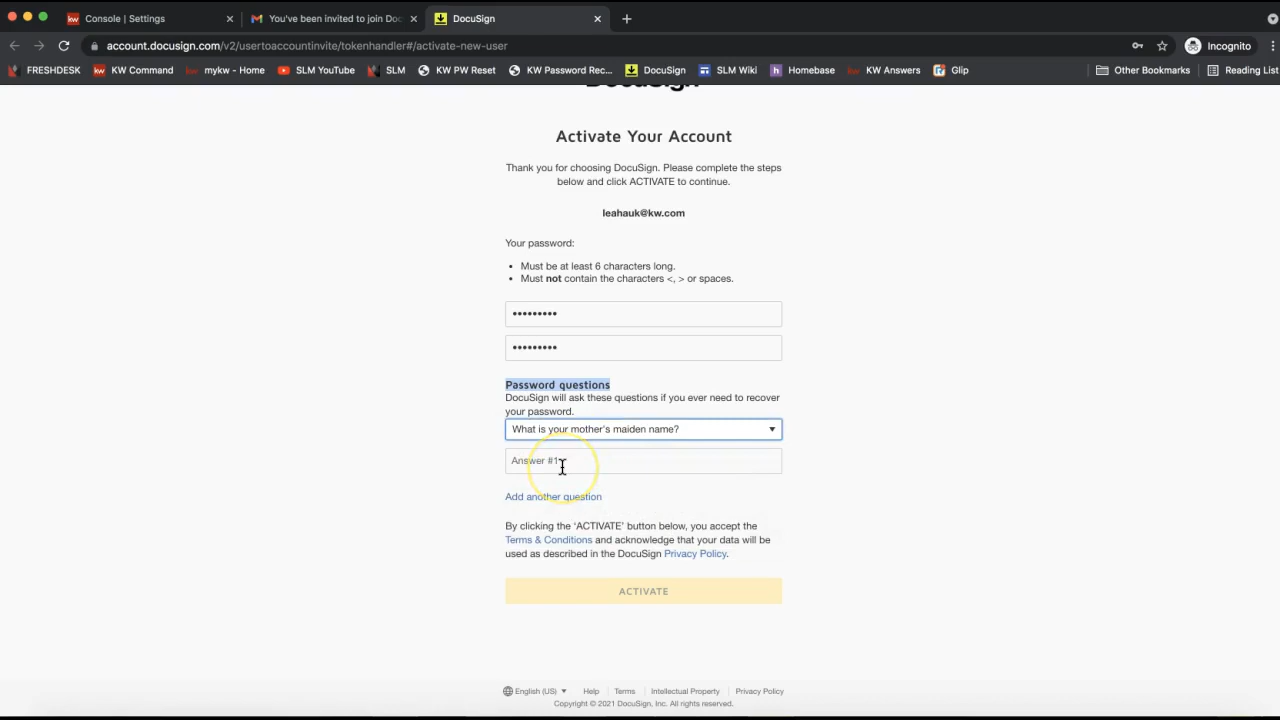 Console | Settings
You've been invited to join Doc
DocuSign
account.docusign.com/v2/usertoaccountinvite/tokenhandler#/activate-new-user
Incognito
FRESHDESK
KW Command
mykw - Home
SLM YouTube
SLM
KW PW Reset
KW Password Rec...
DocuSign
SLM Wiki
Homebase
KW Answers
Glip
Other Bookmarks
Reading List
DocuSign
Activate Your Account
Thank you for choosing DocuSign. Please complete the steps
below and click ACTIVATE to continue.
leahauk@kw.com
Your password:
• Must be at least 6 characters long.
• Must not contain the characters <, > or spaces.
•••••••••
•••••••••
Password questions
DocuSign will ask these questions if you ever need to recover
your password.
What is your mother's maiden name?
Answer #1
Add another question
By clicking the 'ACTIVATE' button below, you accept the
Terms & Conditions and acknowledge that your data will be
used as described in the DocuSign Privacy Policy.
ACTIVATE
English (US) Help Terms Intellectual Property Privacy Policy
Copyright © 2021 DocuSign, Inc. All rights reserved.